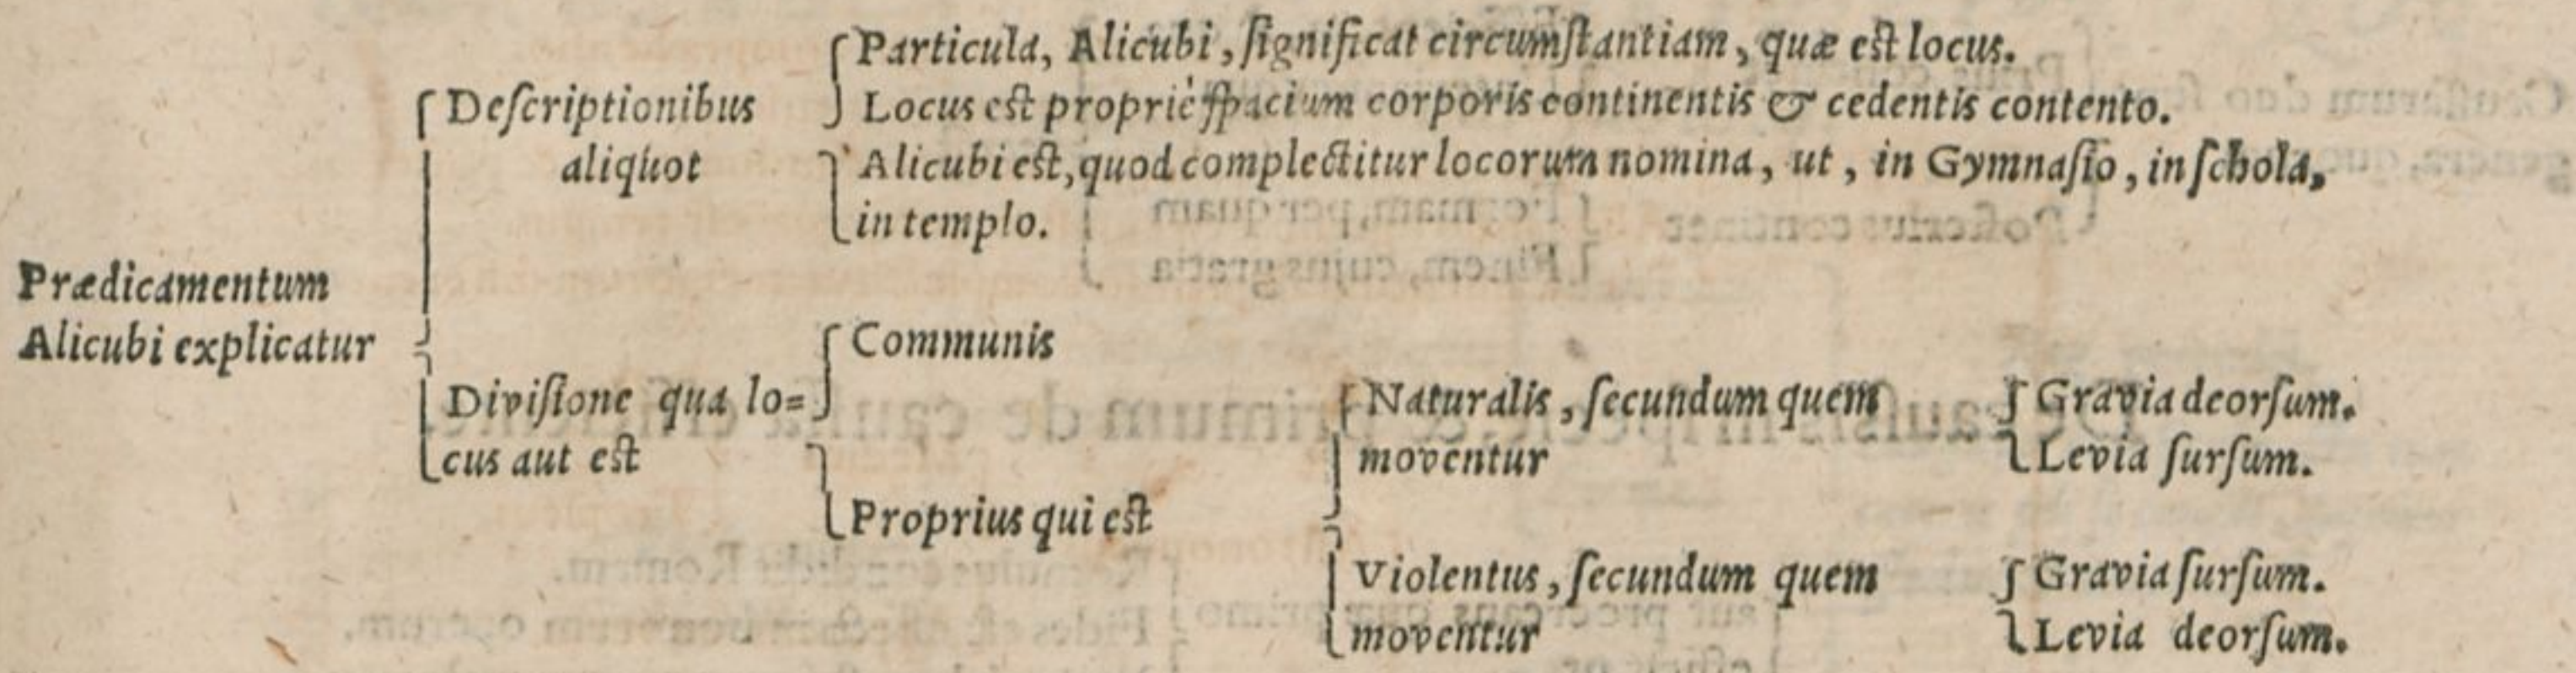 Prædicamentum
Alicubi explicatur
Deſcriptionibus
aliquot
Particula, Alicubi, ſignificat circumſtantiam, quæ eſt locus.
Locus eſt propriè ſpacium corporis continentis & cedentis contento.
Alicubi eſt, quod complectitur locorum nomina, ut, in Gymnaſio, in ſchola,
in templo.
Diviſione qua lo=
cus aut eſt
Communis
Proprius qui eſt
Naturalis, ſecundum quem
moventur
Gravia deorſum.
Levia ſurſum.
Violentus, ſecundum quem
moventur
Gravia ſurſum.
Levia deorſum.